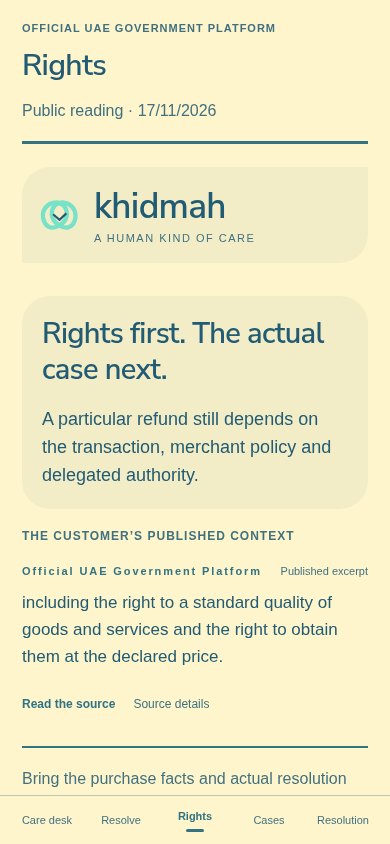 OFFICIAL UAE GOVERNMENT PLATFORM
Rights
Public reading · 17/11/2026
khidmah
A HUMAN KIND OF CARE
Rights first. The actual
case next.
A particular refund still depends on
the transaction, merchant policy and
delegated authority.
THE CUSTOMER’S PUBLISHED CONTEXT
Official UAE Government Platform Published excerpt
including the right to a standard quality of
goods and services and the right to obtain
them at the declared price.
Read the source Source details
Bring the purchase facts and actual resolution
Care desk Resolve Rights Cases Resolution